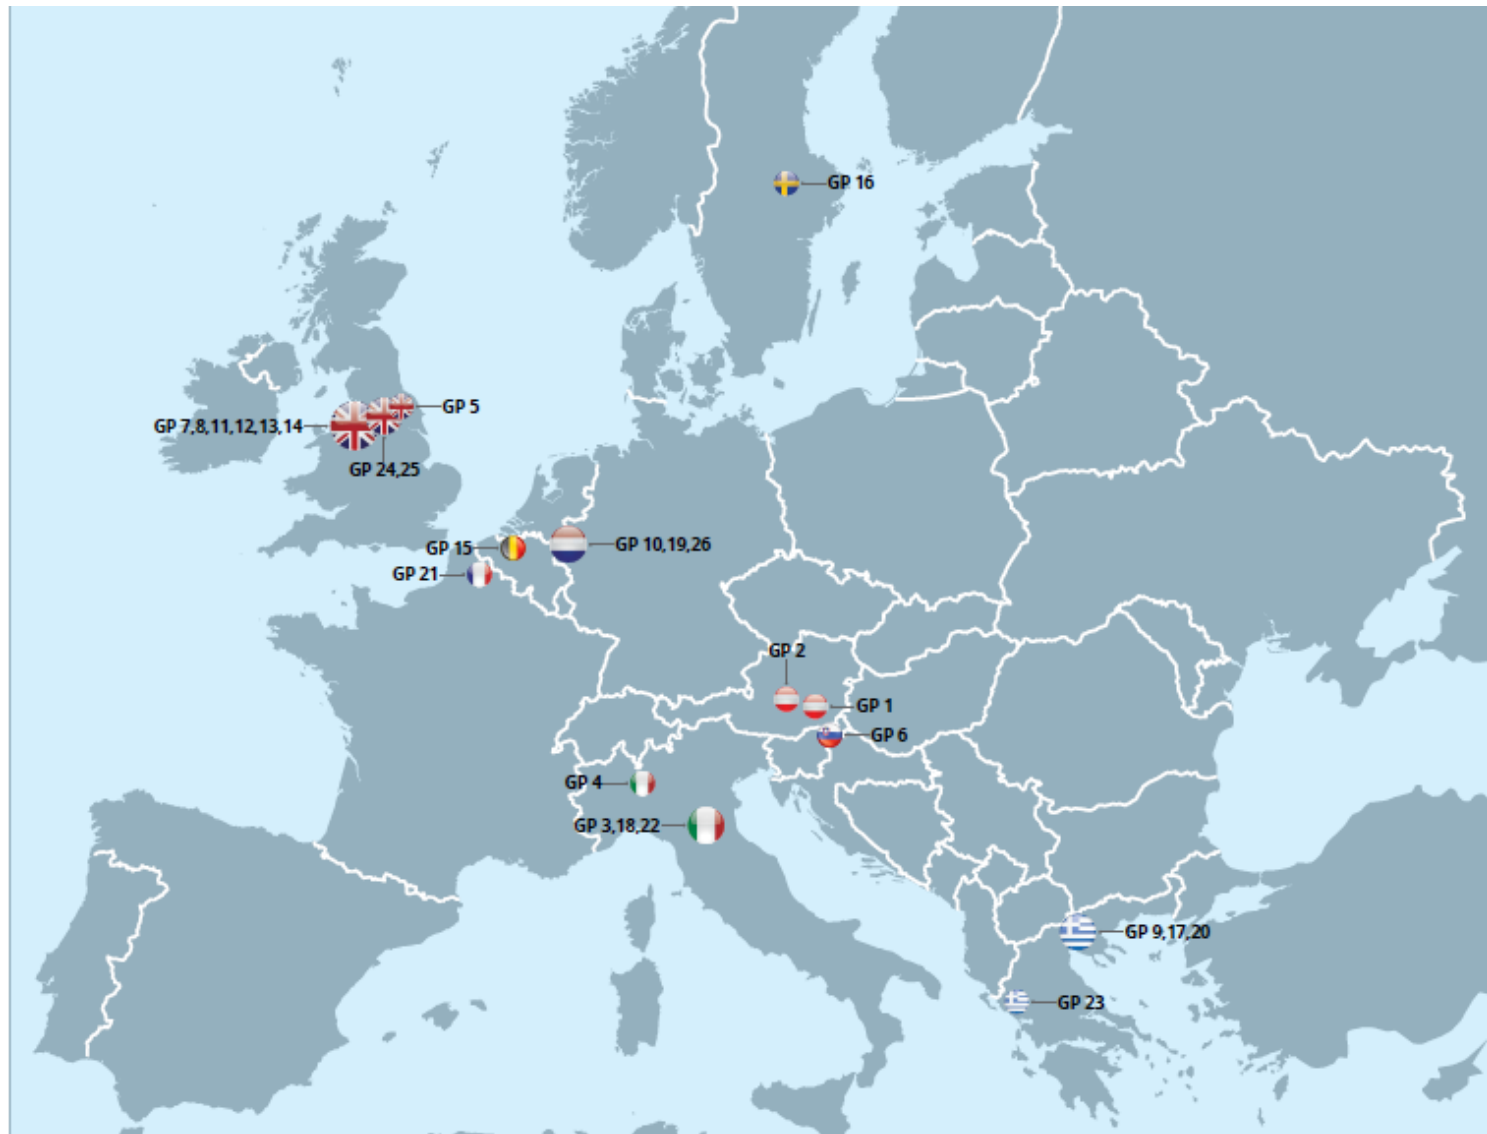 GP 16
GP 5
GP 7,8,11,12,13,14
GP 24,25
GP 15
GP 10,19,26
GP 21
GP 2
GP 1
GP 6
GP 4
GP 3,18,22
GP 9,17,20
GP 23